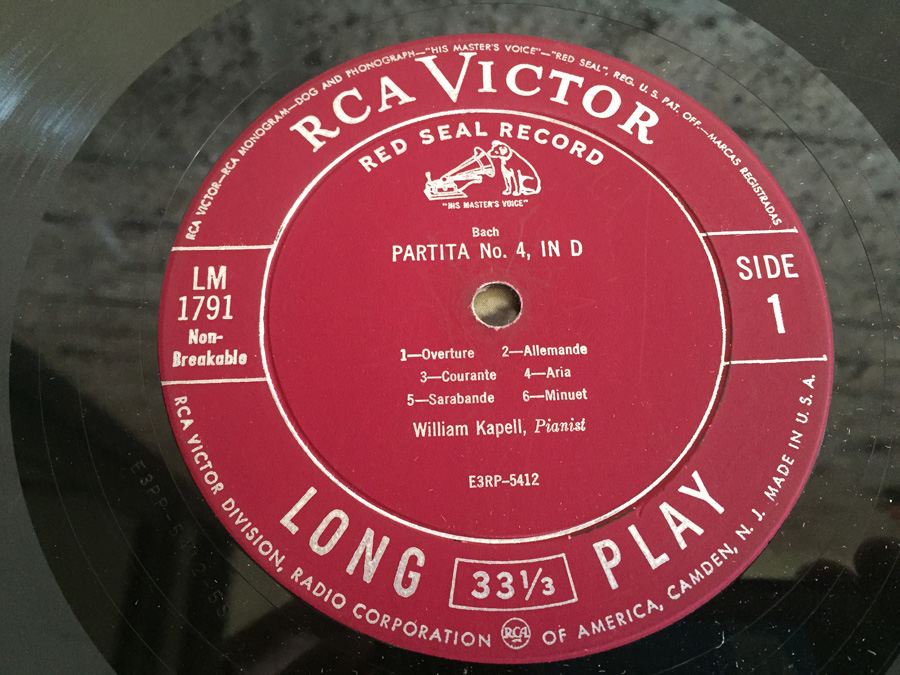 RCA VICTOR—RCA MONOGRAM—DOG AND PHONOGRAPH—"HIS MASTER'S VOICE"—"RED SEAL", REG. U. S. PAT. OFF.—MARCAS REGISTRADAS
RCA VICTOR
RED SEAL RECORD
"HIS MASTER'S VOICE"
Bach
PARTITA No. 4, IN D
LM
1791
Non-
Breakable
SIDE
1
1—Overture 2—Allemande
3—Courante 4—Aria
5—Sarabande 6—Minuet
William Kapell, Pianist
E3RP-5412
LONG 33⅓ PLAY
RCA VICTOR DIVISION, RADIO CORPORATION RCA OF AMERICA, CAMDEN, N. J. MADE IN U. S. A.